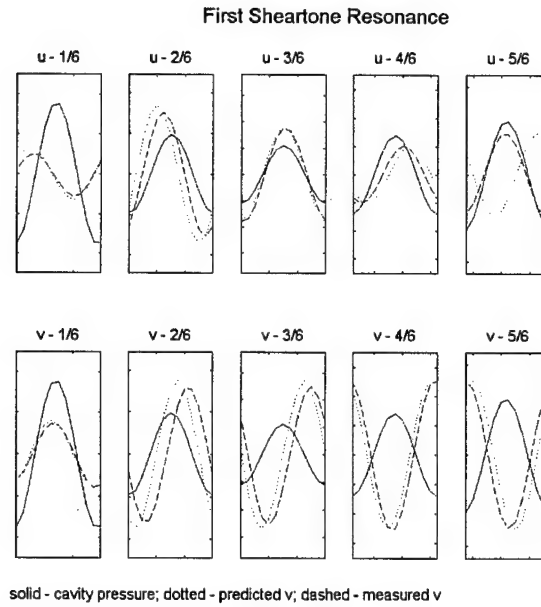 First Sheartone Resonance
u - 1/6 u - 2/6 u - 3/6 u - 4/6 u - 5/6
v - 1/6 v - 2/6 v - 3/6 v - 4/6 v - 5/6
solid - cavity pressure; dotted - predicted v; dashed - measured v